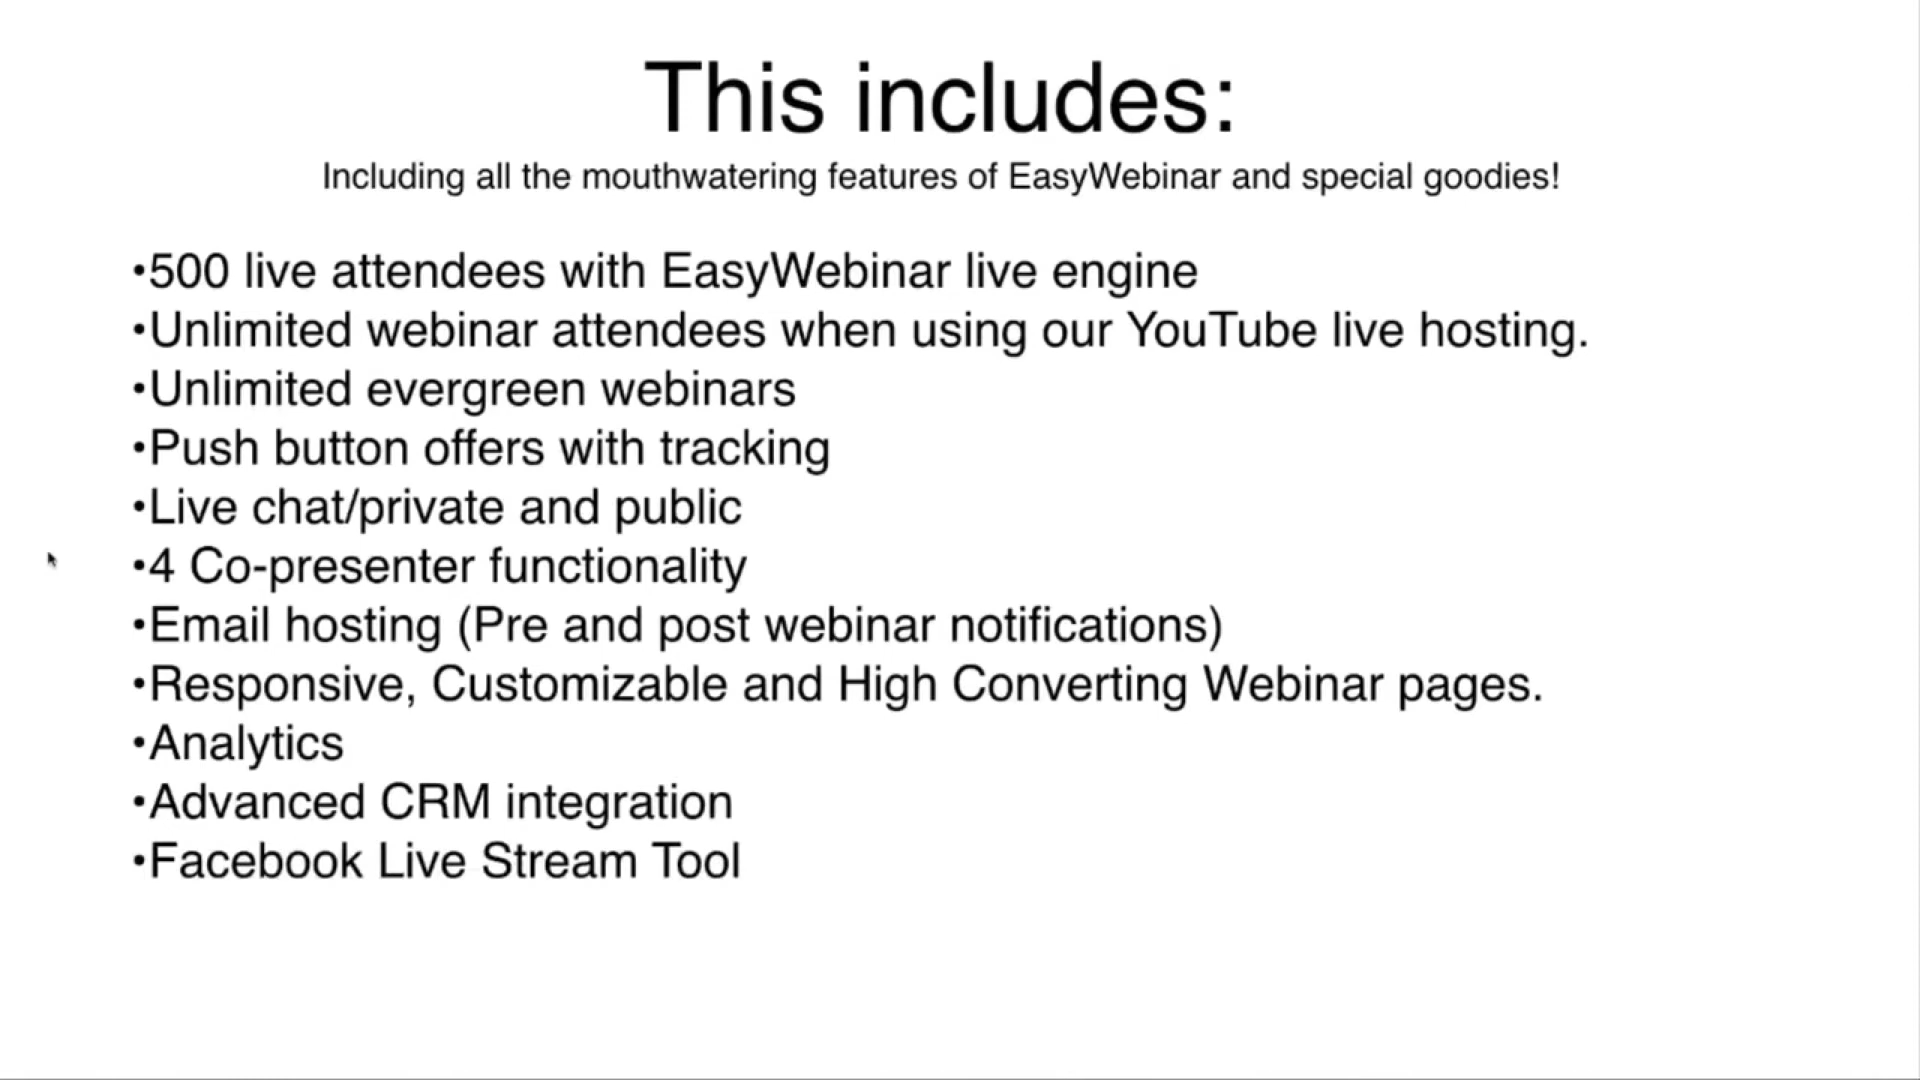 This includes:
Including all the mouthwatering features of EasyWebinar and special goodies!
•500 live attendees with EasyWebinar live engine
•Unlimited webinar attendees when using our YouTube live hosting.
•Unlimited evergreen webinars
•Push button offers with tracking
•Live chat/private and public
•4 Co-presenter functionality
•Email hosting (Pre and post webinar notifications)
•Responsive, Customizable and High Converting Webinar pages.
•Analytics
•Advanced CRM integration
•Facebook Live Stream Tool